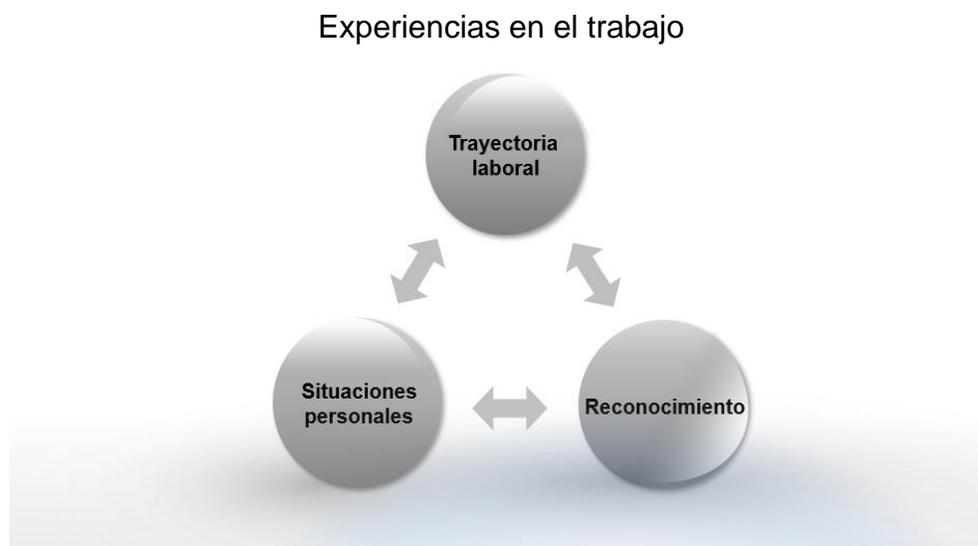 Experiencias en el trabajo
Trayectoria
laboral
Situaciones
personales
Reconocimiento